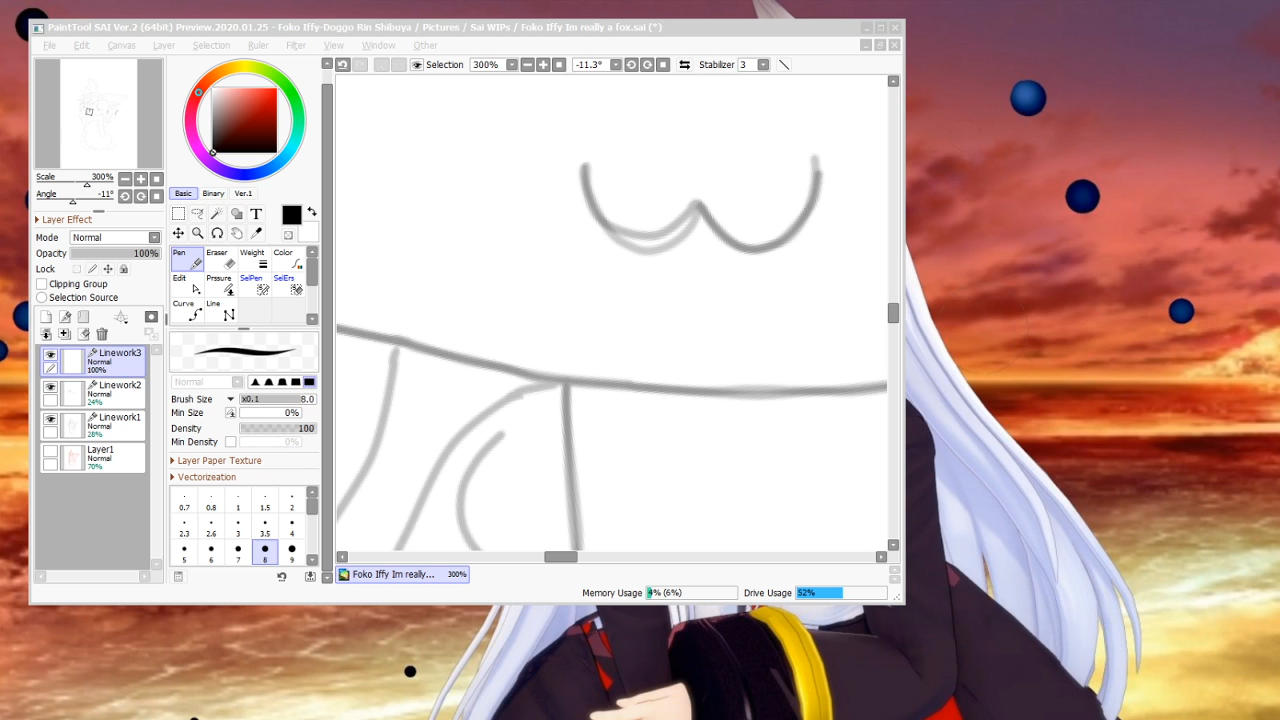 PaintTool SAI Ver.2 (64bit) Preview.2020.01.25 - Foko Iffy-Doggo Rin Shibuya / Pictures / Sai WIPs / Foko Iffy Im really a fox.sai (*)
File Edit Canvas Layer Selection Ruler Filter View Window Other
Selection 300% -11.3° Stabilizer 3
Scale 300%
Angle -11°
Layer Effect
Mode Normal
Opacity 100%
Lock
Clipping Group
Selection Source
Linework3
Normal
100%
Linework2
Normal
24%
Linework1
Normal
28%
Layer1
70%
Basic Binary Ver.1
T
Pen Eraser Weight Color
Edit Prssure SelPen SelErs
Curve Line
Normal
Brush Size x0.1 8.0
Min Size 0%
Density 100
Min Density 0%
Layer Paper Texture
Vectorization
0.7 0.8 1 1.5 2
2.3 2.6 3 3.5 4
5 6 7 8 9
Foko Iffy Im really... 300%
Memory Usage 4% (6%) Drive Usage 52%